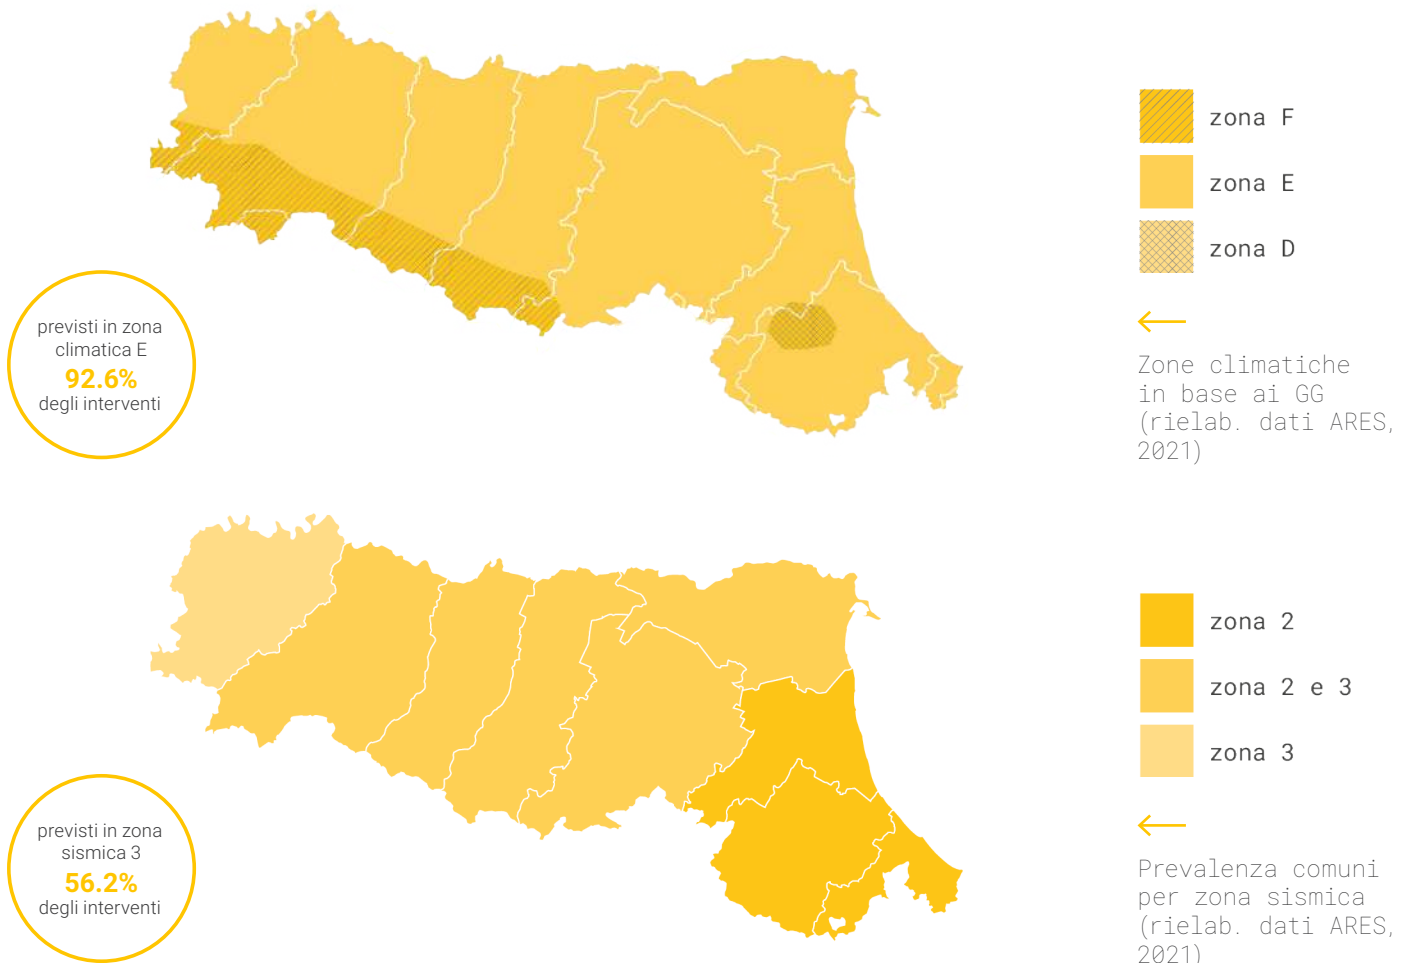 zona F
zona E
zona D
previsti in zona
climatica E
92.6%
degli interventi
Zone climatiche
in base ai GG
(rielab. dati ARES,
2021)
zona 2
zona 2 e 3
zona 3
previsti in zona
sismica 3
56.2%
degli interventi
Prevalenza comuni
per zona sismica
(rielab. dati ARES,
2021)